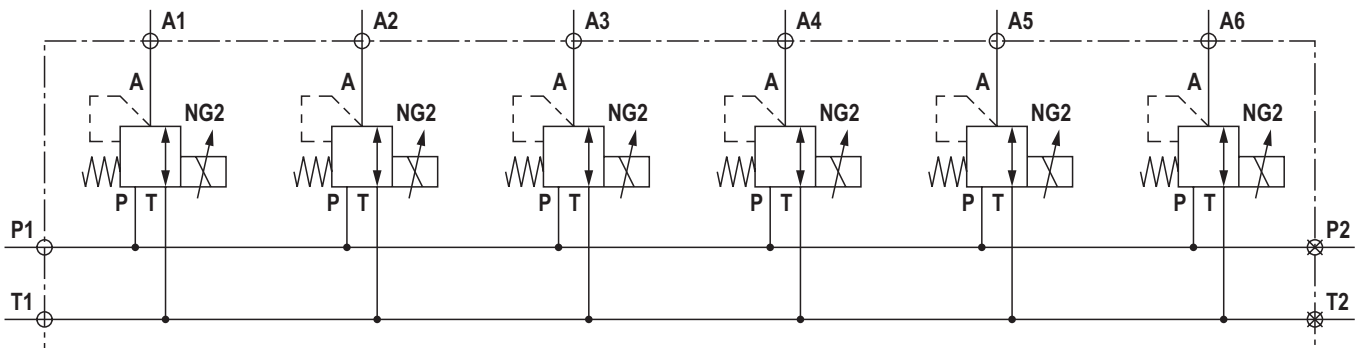 A1 A2 A3 A4 A5 A6
A A A A A A
NG2 NG2 NG2 NG2 NG2 NG2
P T P T P T P T P T P T
P1 P2
T1 T2